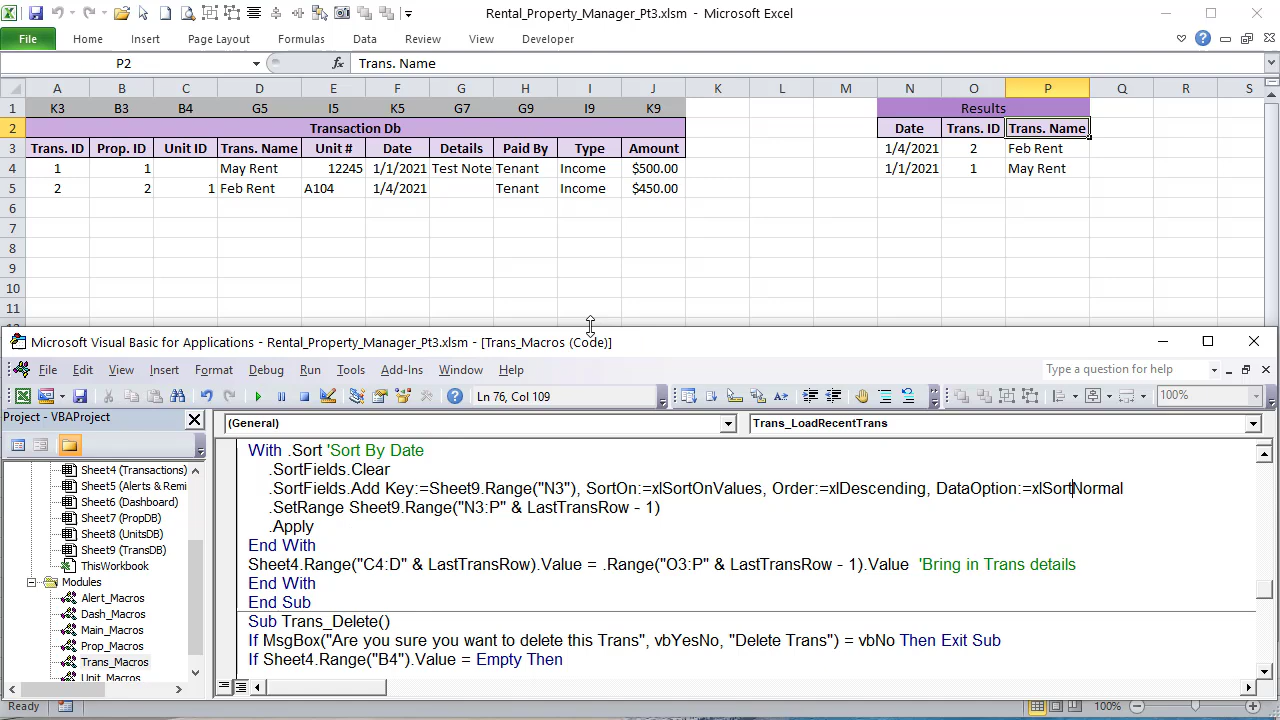 Rental_Property_Manager_Pt3.xlsm - Microsoft Excel
File Home Insert Page Layout Formulas Data Review View Developer
P2 fx Trans. Name
A B C D E F G H I J K L M N O P Q R S
1 K3 B3 B4 G5 I5 K5 G7 G9 I9 K9 Results
2 Transaction Db Date Trans. ID Trans. Name
3 Trans. ID Prop. ID Unit ID Trans. Name Unit # Date Details Paid By Type Amount 1/4/2021 2 Feb Rent
4 1 1 May Rent 12245 1/1/2021 Test Note Tenant Income $500.00 1/1/2021 1 May Rent
5 2 2 1 Feb Rent A104 1/4/2021 Tenant Income $450.00
6
7
8
9
10
11
Microsoft Visual Basic for Applications - Rental_Property_Manager_Pt3.xlsm - [Trans_Macros (Code)]
File Edit View Insert Format Debug Run Tools Add-Ins Window Help Type a question for help
Ln 76, Col 109 100%
Project - VBAProject
(General) Trans_LoadRecentTrans
Sheet4 (Transactions)
Sheet5 (Alerts & Remi
Sheet6 (Dashboard)
Sheet7 (PropDB)
Sheet8 (UnitsDB)
Sheet9 (TransDB)
ThisWorkbook
Modules
Alert_Macros
Dash_Macros
Main_Macros
Prop_Macros
Trans_Macros
Unit_Macros
With .Sort 'Sort By Date
.SortFields.Clear
.SortFields.Add Key:=Sheet9.Range("N3"), SortOn:=xlSortOnValues, Order:=xlDescending, DataOption:=xlSortNormal
.SetRange Sheet9.Range("N3:P" & LastTransRow - 1)
.Apply
End With
Sheet4.Range("C4:D" & LastTransRow).Value = .Range("O3:P" & LastTransRow - 1).Value 'Bring in Trans details
End With
End Sub
Sub Trans_Delete()
If MsgBox("Are you sure you want to delete this Trans", vbYesNo, "Delete Trans") = vbNo Then Exit Sub
If Sheet4.Range("B4").Value = Empty Then
Ready 100%